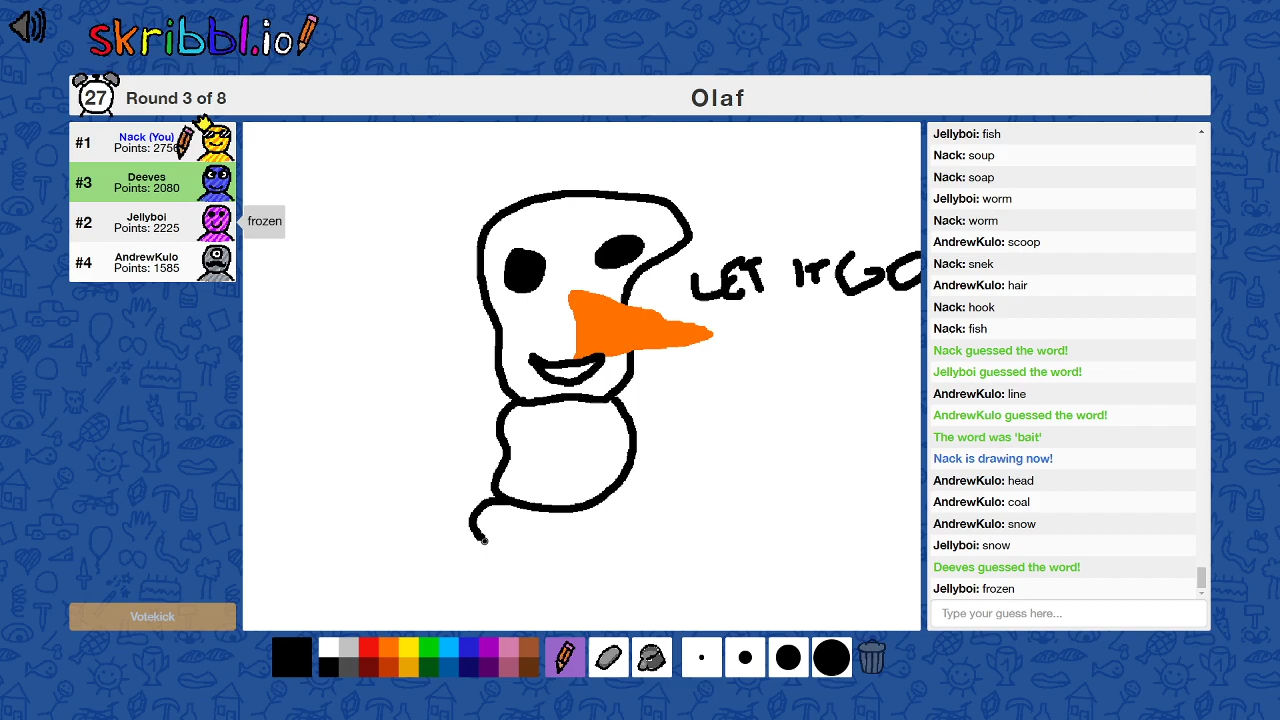 skribbl.io!
27 Round 3 of 8 Olaf
#1 Nack (You) Points: 2756
#3 Deeves Points: 2080
#2 Jellyboi Points: 2225
frozen
#4 AndrewKulo Points: 1585
Votekick
LET IT GO
Jellyboi: fish
Nack: soup
Nack: soap
Jellyboi: worm
Nack: worm
AndrewKulo: scoop
Nack: snek
AndrewKulo: hair
Nack: hook
Nack: fish
Nack guessed the word!
Jellyboi guessed the word!
AndrewKulo: line
AndrewKulo guessed the word!
The word was 'bait'
Nack is drawing now!
AndrewKulo: head
AndrewKulo: coal
AndrewKulo: snow
Jellyboi: snow
Deeves guessed the word!
Jellyboi: frozen
Type your guess here...